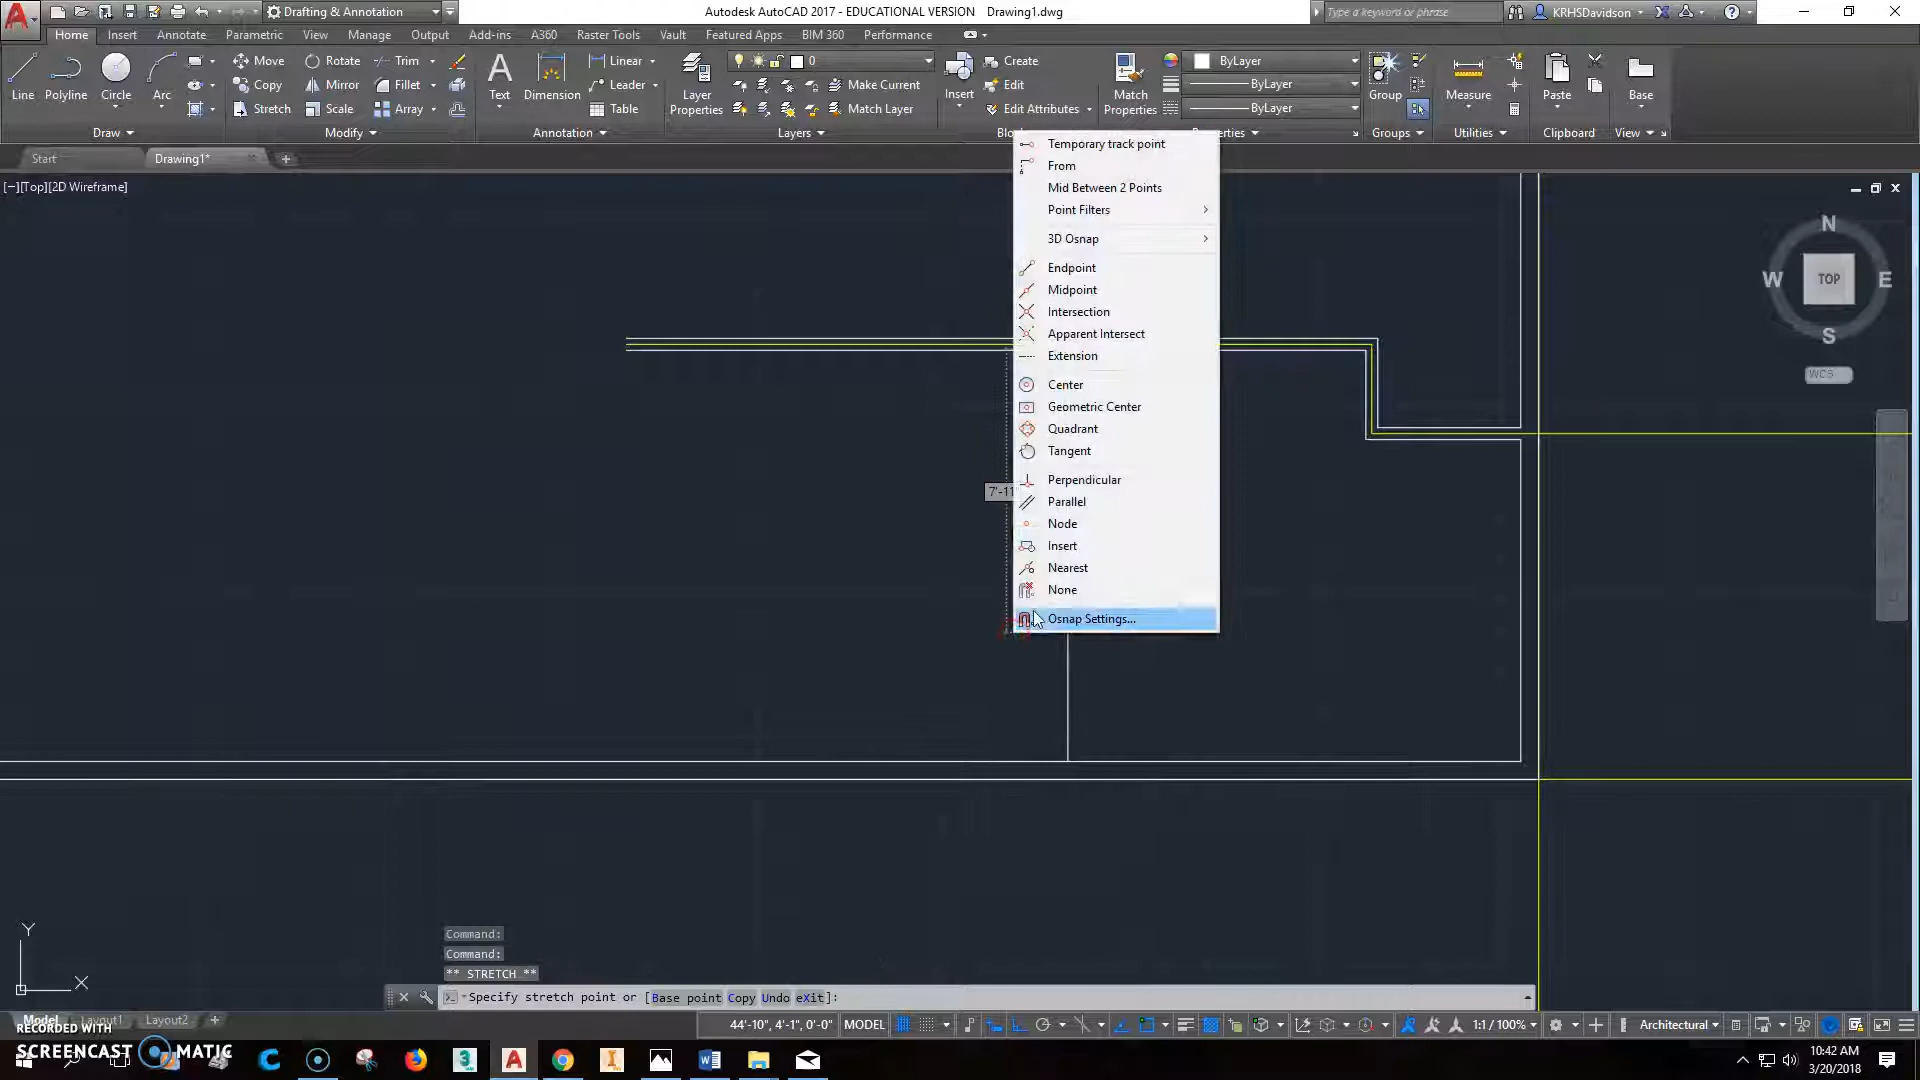 Drafting & Annotation
Autodesk AutoCAD 2017 - EDUCATIONAL VERSION Drawing1.dwg
Type a keyword or phrase
KRHSDavidson
Home Insert Annotate Parametric View Manage Output Add-ins A360 Raster Tools Vault Featured Apps BIM 360 Performance
Line Polyline Circle Arc
Move Rotate Trim
Copy Mirror Fillet
Stretch Scale Array
Text Dimension
Linear
Leader
Table
Layer Properties
0
Make Current
Match Layer
Insert
Create
Edit
Edit Attributes
Match Properties
ByLayer
ByLayer
ByLayer
Group
Measure
Paste
Base
Draw Modify Annotation Layers Groups Utilities Clipboard View
Start Drawing1*
[−][Top][2D Wireframe]
Temporary track point
From
Mid Between 2 Points
Point Filters
3D Osnap
Endpoint
Midpoint
Intersection
Apparent Intersect
Extension
Center
Geometric Center
Quadrant
Tangent
Perpendicular
Parallel
Node
Insert
Nearest
None
Osnap Settings...
7'-11
N
W TOP E
S
WCS
Y
X
Command:
Command:
** STRETCH **
Specify stretch point or [Base point Copy Undo eXit]:
Model Layout1 Layout2
44'-10", 4'-1", 0'-0" MODEL
1:1 / 100%
Architectural
RECORDED WITH
SCREENCAST MATIC
10:42 AM
3/20/2018